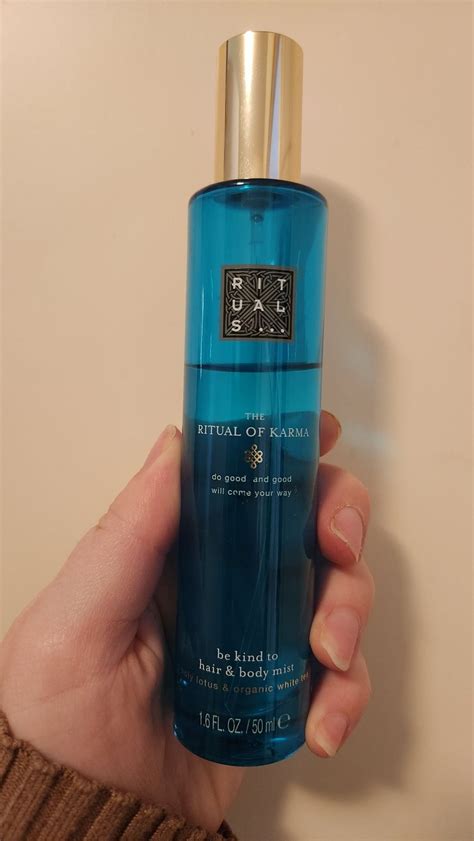 RIT
UAL
S...
THE
RITUAL OF KARMA
do good and good
will come your way
be kind to
hair & body mist
lotus & organic white tea
1.6 FL. OZ. / 50 ml ℮